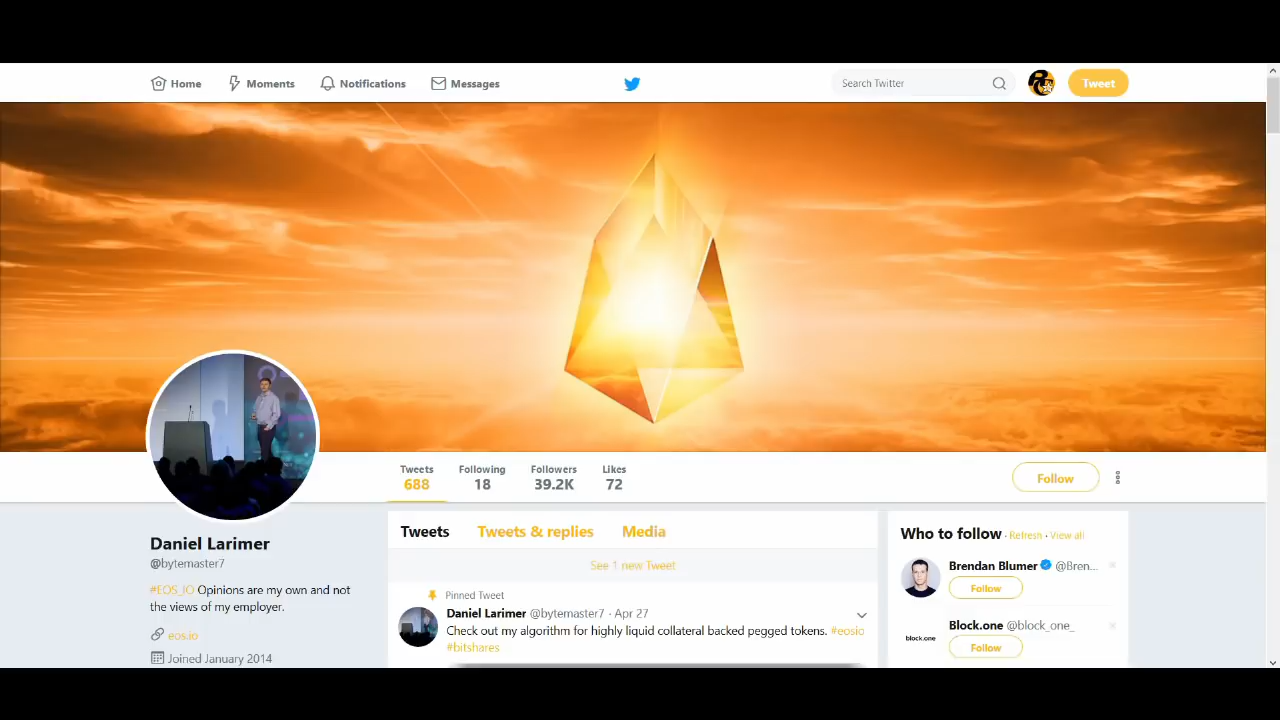 Home Moments Notifications Messages Search Twitter Tweet
Tweets Following Followers Likes
688 18 39.2K 72 Follow
Daniel Larimer
@bytemaster7
#EOS_IO Opinions are my own and not
the views of my employer.
eos.io
Joined January 2014
Tweets Tweets & replies Media
See 1 new Tweet
Pinned Tweet
Daniel Larimer @bytemaster7 · Apr 27
Check out my algorithm for highly liquid collateral backed pegged tokens. #eosio
#bitshares
Who to follow · Refresh · View all
Brendan Blumer @Bren...
Follow
block.one
Block.one @block_one_
Follow